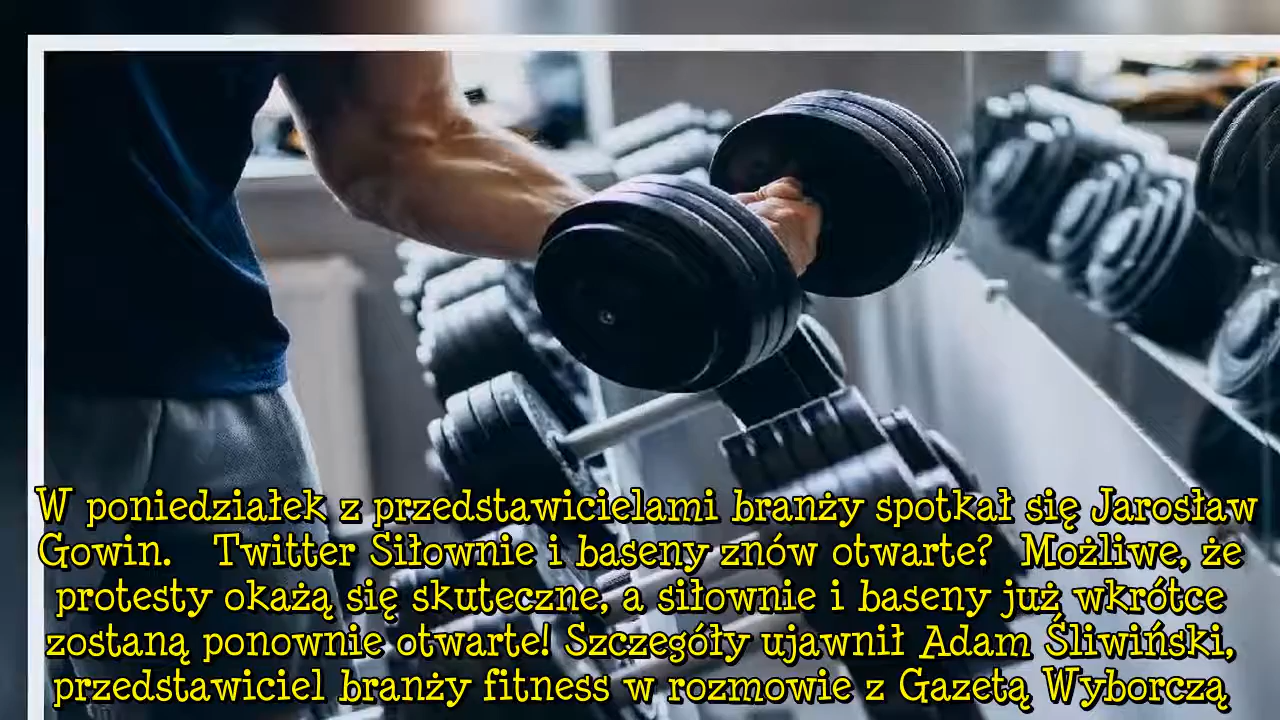 W poniedziałek z przedstawicielami branży spotkał się Jarosław
Gowin. Twitter Siłownie i baseny znów otwarte? Możliwe, że
protesty okażą się skuteczne, a siłownie i baseny już wkrótce
zostaną ponownie otwarte! Szczegóły ujawnił Adam Śliwiński,
przedstawiciel branży fitness w rozmowie z Gazetą Wyborczą